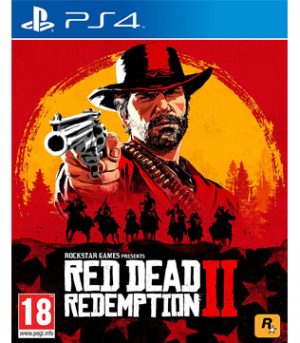 PS4
ROCKSTAR GAMES PRESENTS
RED DEAD
REDEMPTION II
18
www.pegi.info
R★